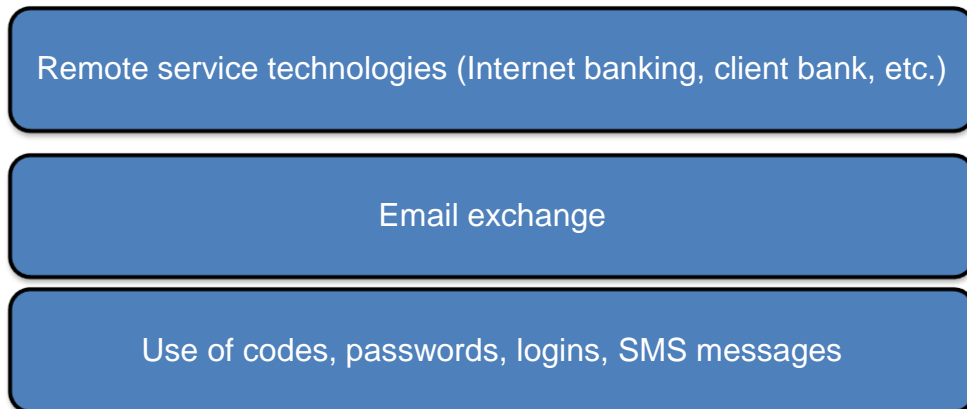 Remote service technologies (Internet banking, client bank, etc.)
Email exchange
Use of codes, passwords, logins, SMS messages